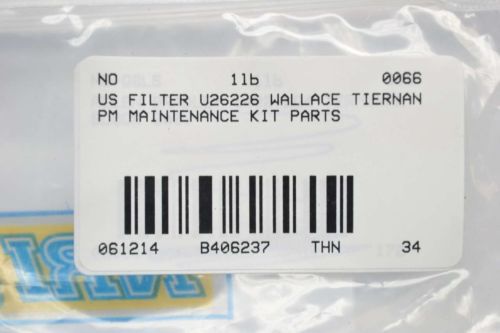 NO 1lb 0066
US FILTER U26226 WALLACE TIERNAN
PM MAINTENANCE KIT PARTS
061214 B406237 THN 34